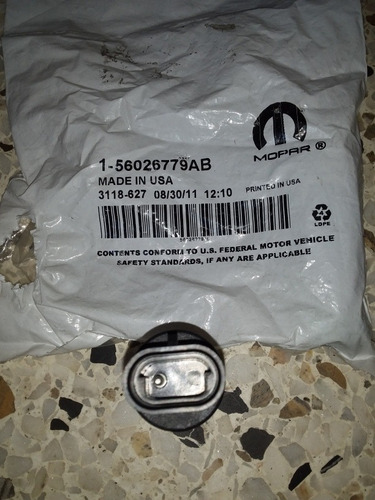 MOPAR ®
1-56026779AB
MADE IN USA
3118-627 08/30/11 12:10 PRINTED IN USA
LDPE
CONTENTS CONFORM TO U.S. FEDERAL MOTOR VEHICLE
SAFETY STANDARDS, IF ANY ARE APPLICABLE!